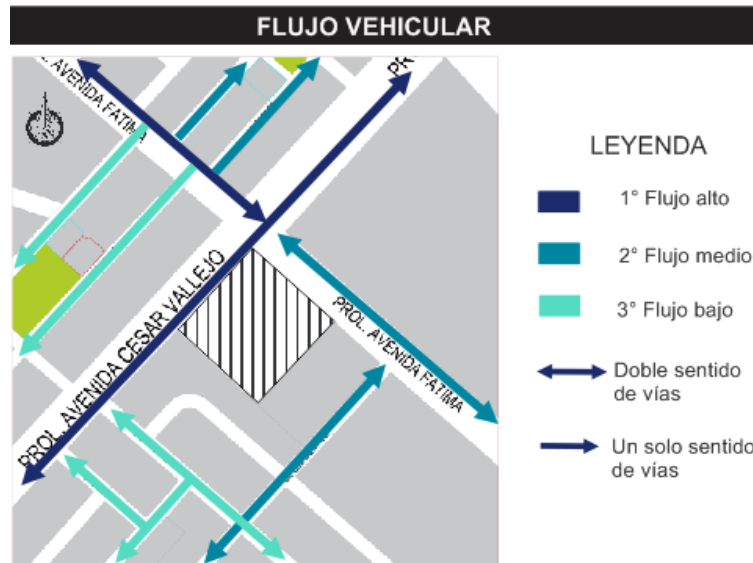 FLUJO VEHICULAR
AVENIDA FATIMA
PROL. AVENIDA CESAR VALLEJO
PROL. AVENIDA FATIMA
LEYENDA
1° Flujo alto
2° Flujo medio
3° Flujo bajo
Doble sentido
de vías
Un solo sentido
de vías